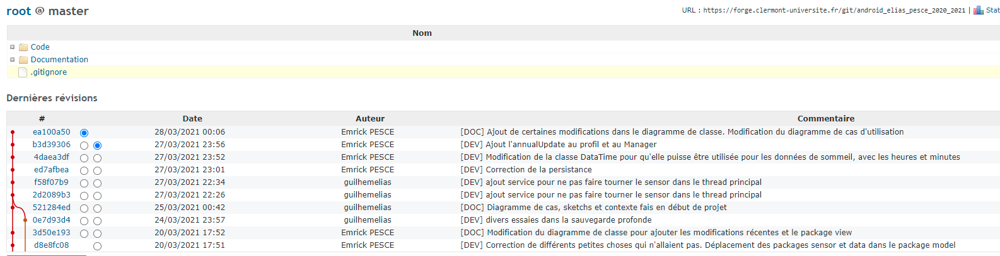 root @ master
URL : https://forge.clermont-universite.fr/git/android_elias_pesce_2020_2021 | Stat
Nom
Code
Documentation
.gitignore
Dernières révisions
# Date Auteur Commentaire
ea100a50 28/03/2021 00:06 Emrick PESCE [DOC] Ajout de certaines modifications dans le diagramme de classe. Modification du diagramme de cas d'utilisation
b3d39306 27/03/2021 23:56 Emrick PESCE [DEV] Ajout l'annualUpdate au profil et au Manager
4daea3df 27/03/2021 23:52 Emrick PESCE [DEV] Modification de la classe DataTime pour qu'elle puisse être utilisée pour les données de sommeil, avec les heures et minutes
ed7afbea 27/03/2021 23:01 Emrick PESCE [DEV] Correction de la persistance
f58f07b9 27/03/2021 22:34 guilhemelias [DEV] ajout service pour ne pas faire tourner le sensor dans le thread principal
2d2089b3 27/03/2021 22:26 guilhemelias [DEV] ajout service pour ne pas faire tourner le sensor dans le thread principal
521284ed 25/03/2021 00:42 guilhemelias [DOC] Diagramme de cas, sketchs et contexte fais en début de projet
0e7d93d4 24/03/2021 23:57 guilhemelias [DEV] divers essaies dans la sauvegarde profonde
3d50e193 20/03/2021 17:52 Emrick PESCE [DOC] Modification du diagramme de classe pour ajouter les modifications récentes et le package view
d8e8fc08 20/03/2021 17:51 Emrick PESCE [DEV] Correction de différents petites choses qui n'allaient pas. Déplacement des packages sensor et data dans le package model